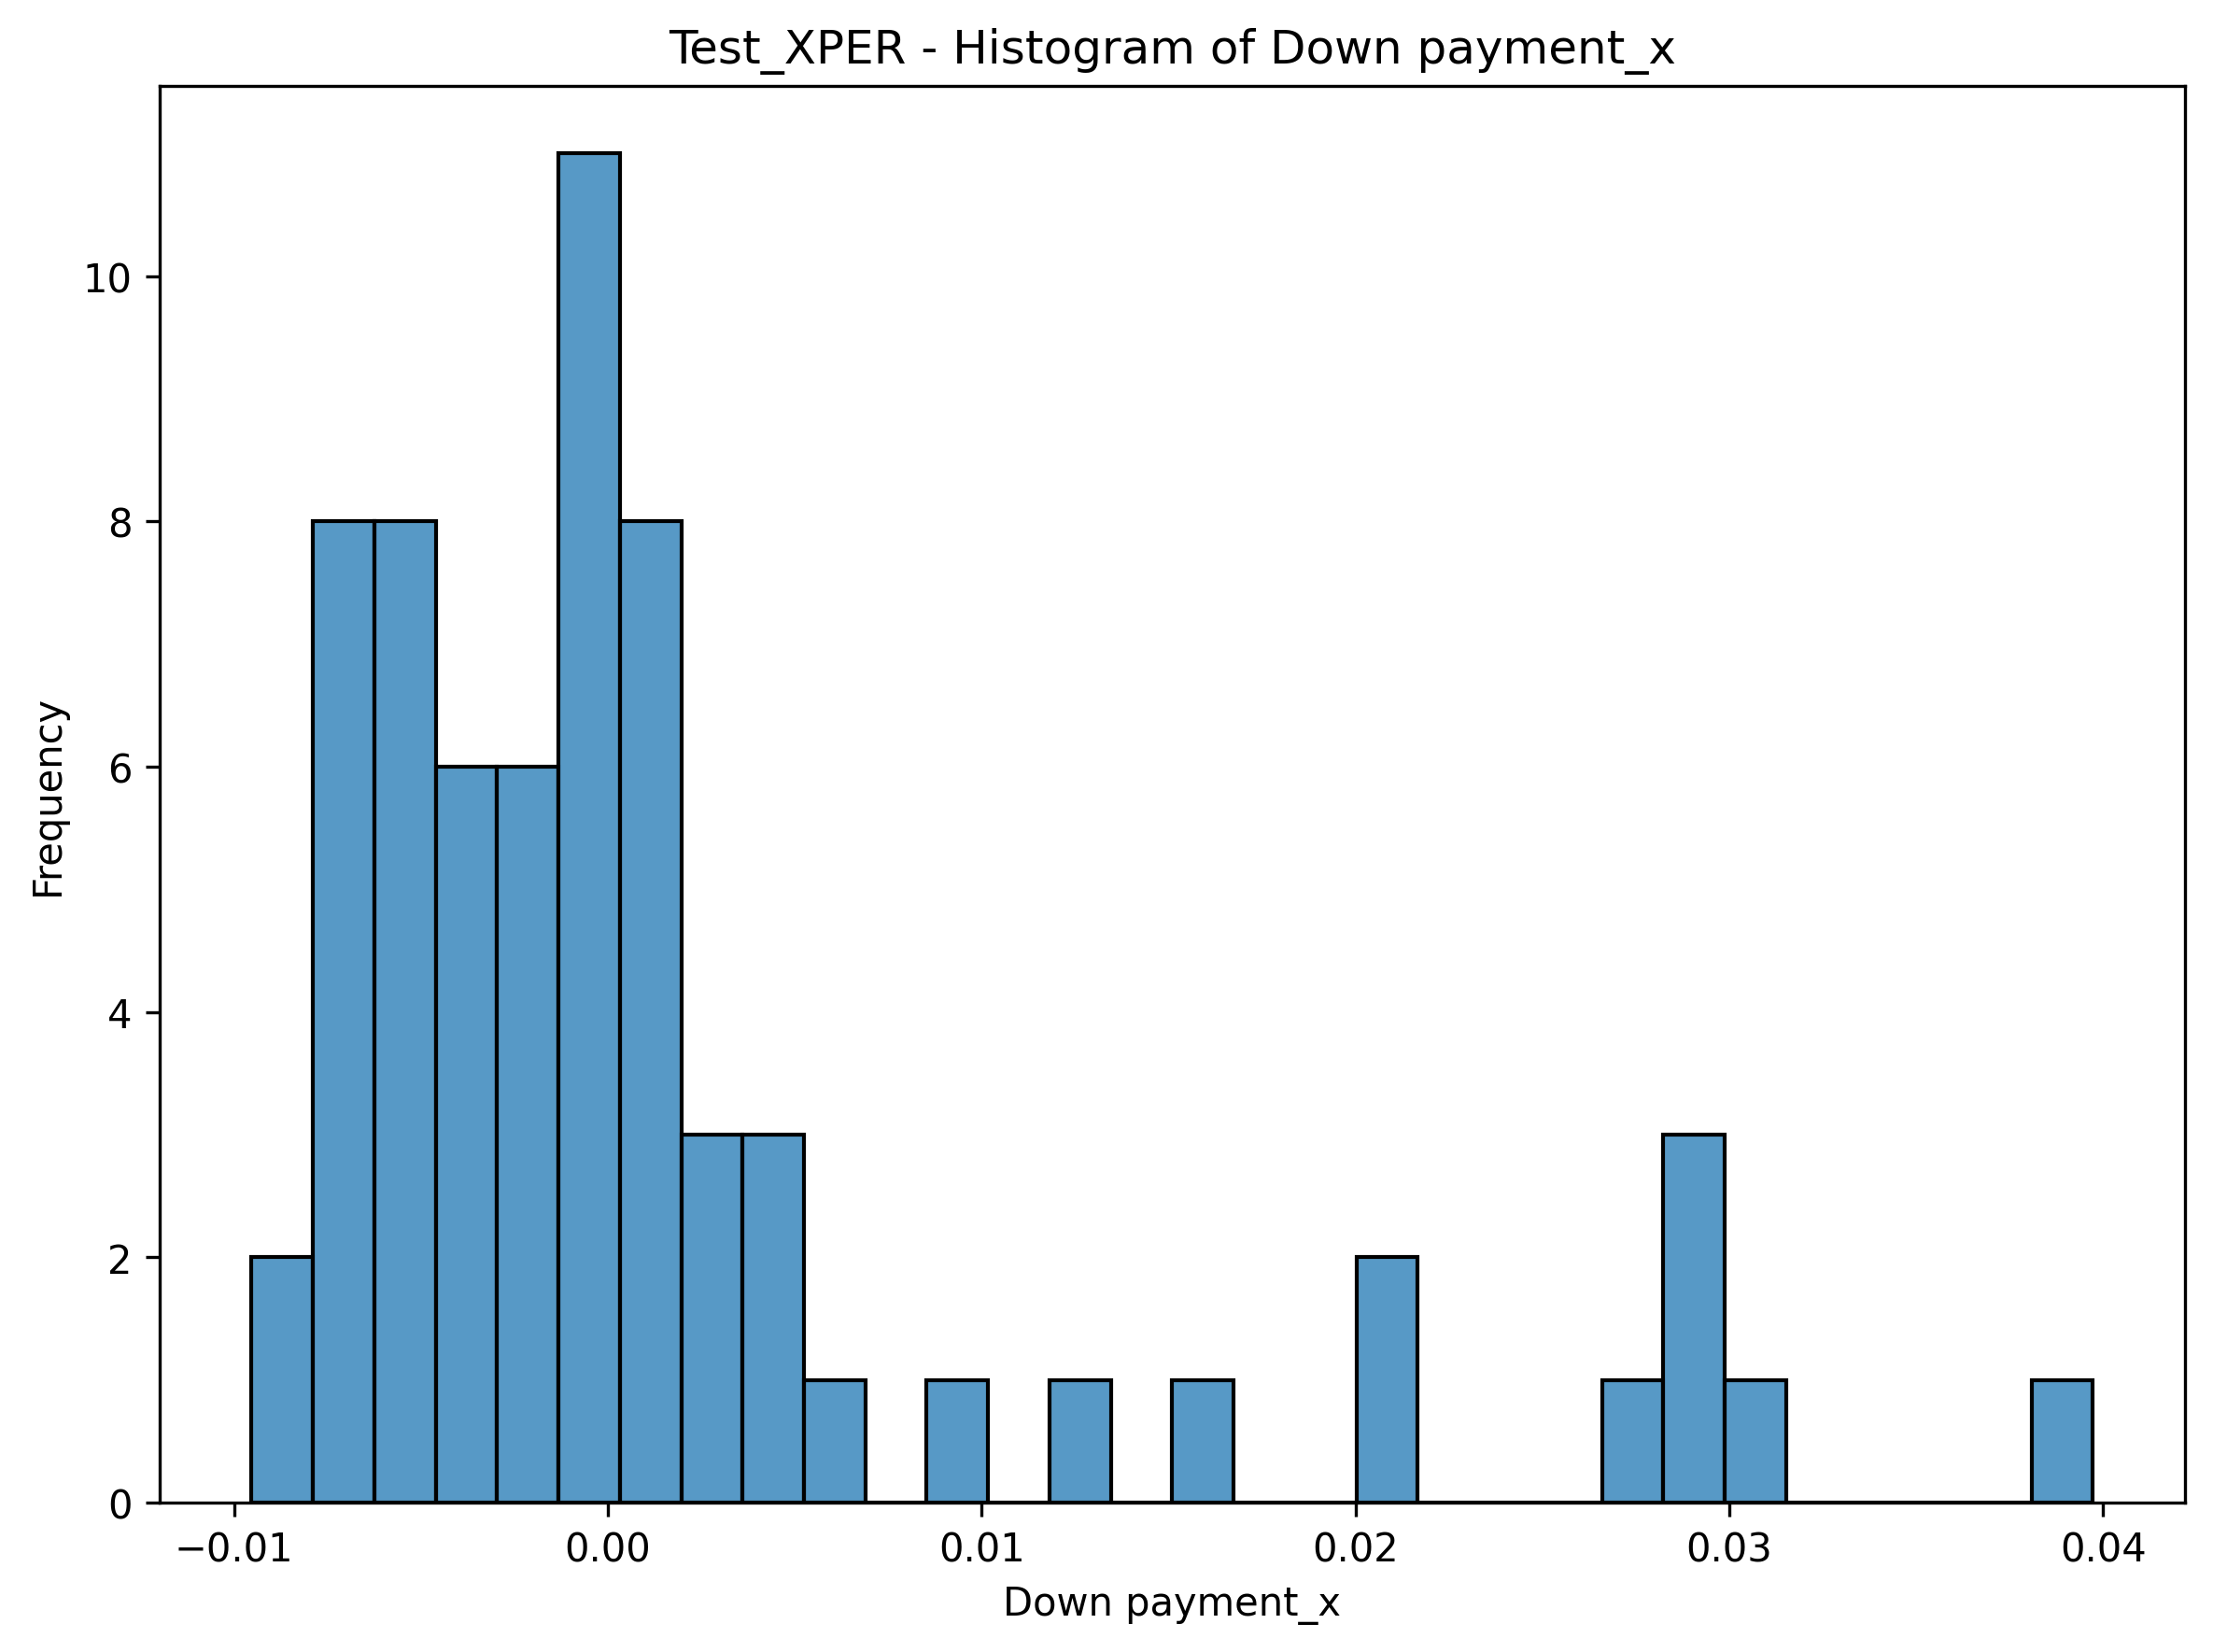 Test_XPER - Histogram of Down payment_x
Frequency
10
8
6
4
2
0
−0.01 0.00 0.01 0.02 0.03 0.04
Down payment_x